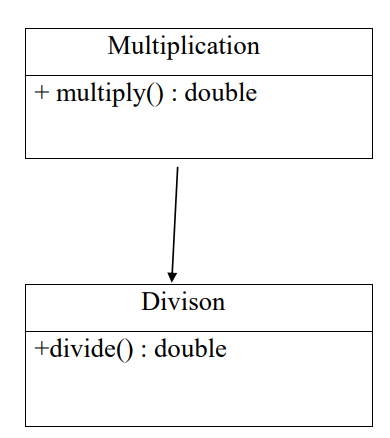 Multiplication
+ multiply() : double
Divison
+divide() : double